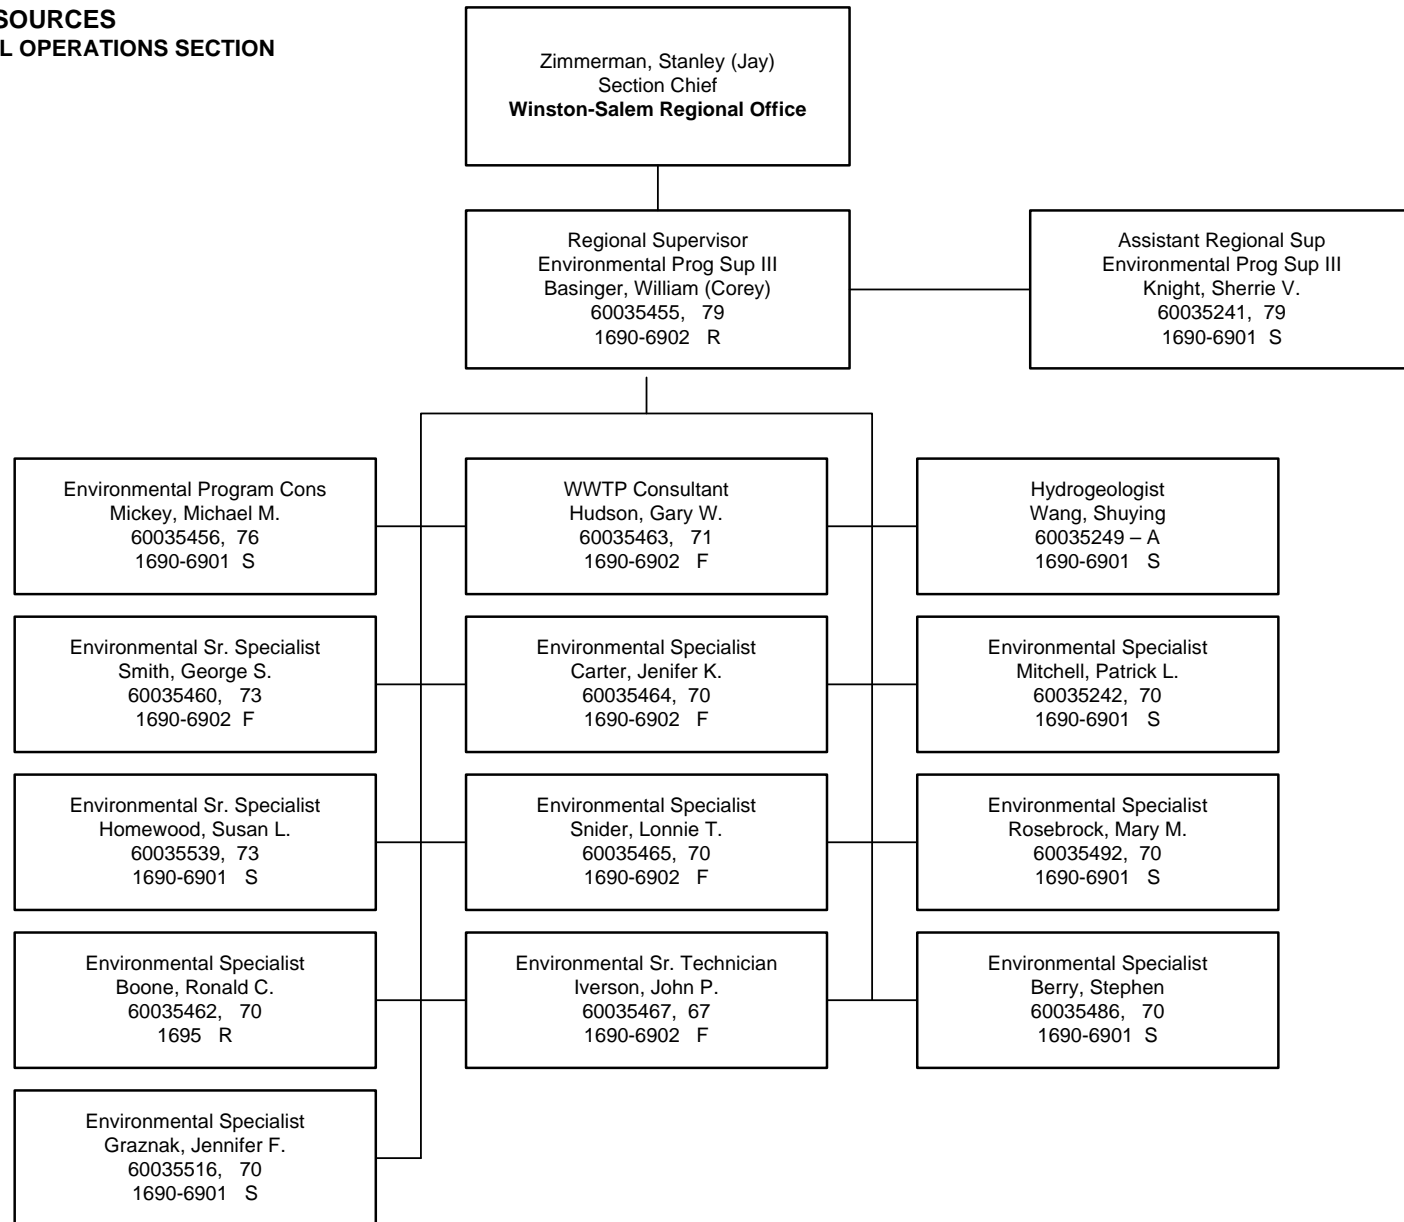 SOURCES
L OPERATIONS SECTION
Zimmerman, Stanley (Jay)
Section Chief
Winston-Salem Regional Office
Regional Supervisor
Environmental Prog Sup III
Basinger, William (Corey)
60035455, 79
1690-6902 R
Assistant Regional Sup
Environmental Prog Sup III
Knight, Sherrie V.
60035241, 79
1690-6901 S
Environmental Program Cons
Mickey, Michael M.
60035456, 76
1690-6901 S
WWTP Consultant
Hudson, Gary W.
60035463, 71
1690-6902 F
Hydrogeologist
Wang, Shuying
60035249 – A
1690-6901 S
Environmental Sr. Specialist
Smith, George S.
60035460, 73
1690-6902 F
Environmental Specialist
Carter, Jenifer K.
60035464, 70
1690-6902 F
Environmental Specialist
Mitchell, Patrick L.
60035242, 70
1690-6901 S
Environmental Sr. Specialist
Homewood, Susan L.
60035539, 73
1690-6901 S
Environmental Specialist
Snider, Lonnie T.
60035465, 70
1690-6902 F
Environmental Specialist
Rosebrock, Mary M.
60035492, 70
1690-6901 S
Environmental Specialist
Boone, Ronald C.
60035462, 70
1695 R
Environmental Sr. Technician
Iverson, John P.
60035467, 67
1690-6902 F
Environmental Specialist
Berry, Stephen
60035486, 70
1690-6901 S
Environmental Specialist
Graznak, Jennifer F.
60035516, 70
1690-6901 S